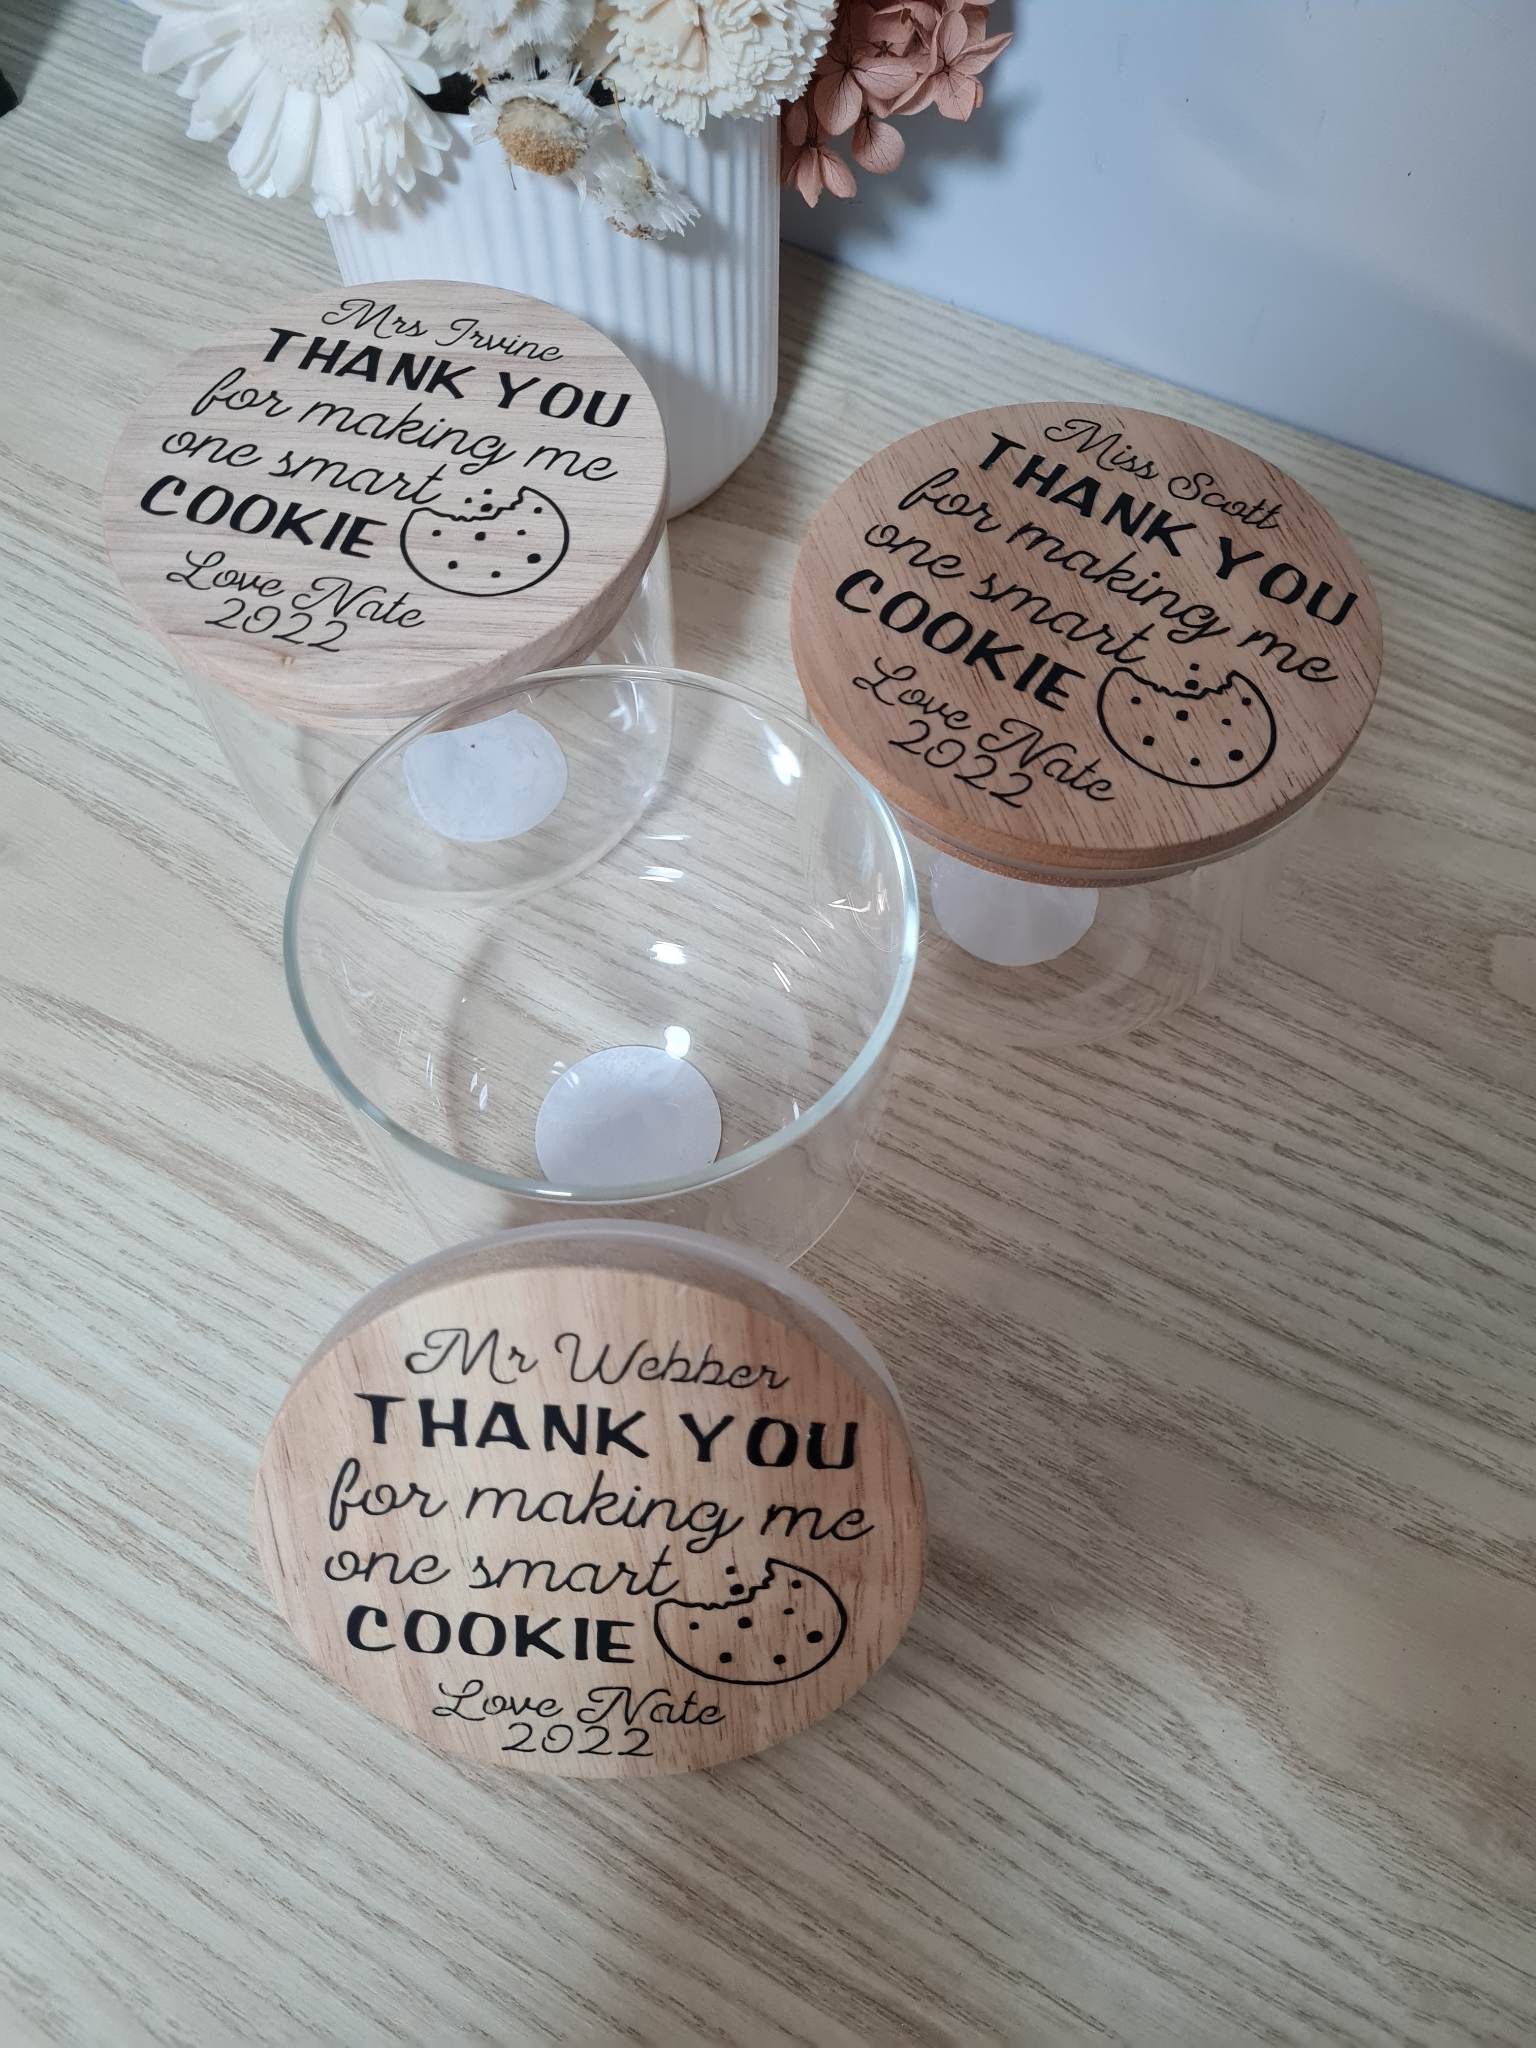 Mrs Irvine
THANK YOU
for making me
one smart
COOKIE
Love Nate
2022
Miss Scott
THANK YOU
for making me
one smart
COOKIE
Love Nate
2022
Mr Webber
THANK YOU
for making me
one smart
COOKIE
Love Nate
2022